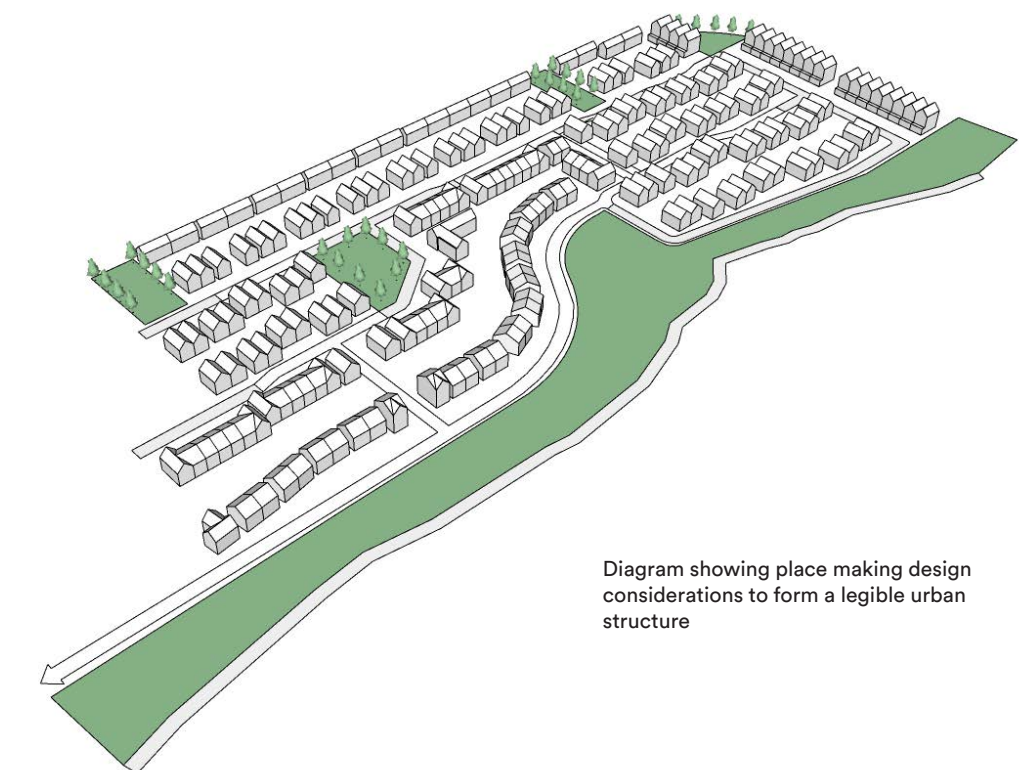 Diagram showing place making design
considerations to form a legible urban
structure